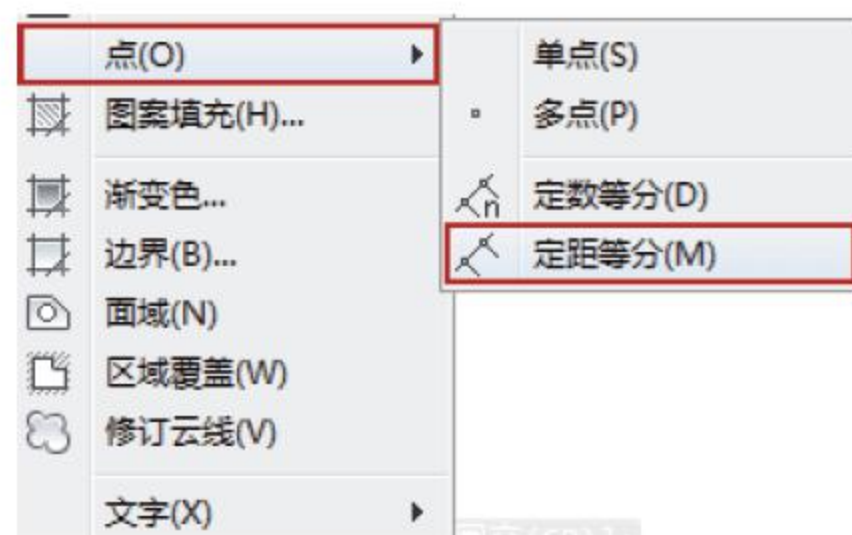 点(O)
图案填充(H)...
渐变色...
边界(B)...
面域(N)
区域覆盖(W)
修订云线(V)
文字(X)
单点(S)
多点(P)
定数等分(D)
定距等分(M)